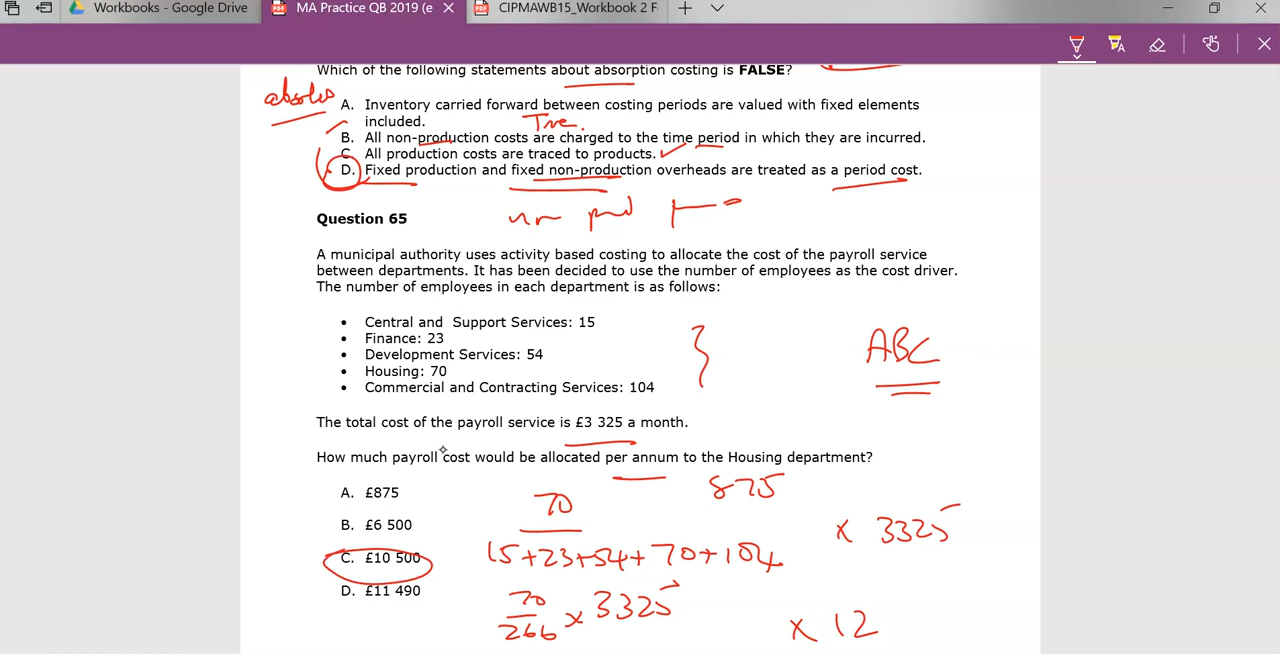 Workbooks - Google Drive MA Practice QB 2019 (e CIPMAWB15_Workbook 2 F
Which of the following statements about absorption costing is FALSE?
A. Inventory carried forward between costing periods are valued with fixed elements
included.
True.
B. All non-production costs are charged to the time period in which they are incurred.
C. All production costs are traced to products.
D. Fixed production and fixed non-production overheads are treated as a period cost.
Question 65
non prod
A municipal authority uses activity based costing to allocate the cost of the payroll service
between departments. It has been decided to use the number of employees as the cost driver.
The number of employees in each department is as follows:
• Central and Support Services: 15
• Finance: 23
• Development Services: 54
• Housing: 70
• Commercial and Contracting Services: 104
ABC
The total cost of the payroll service is £3 325 a month.
How much payroll cost would be allocated per annum to the Housing department?
A. £875
875
70
B. £6 500
x 3325
C. £10 500
15+23+54+70+104
D. £11 490
70
266 x 3325
x 12